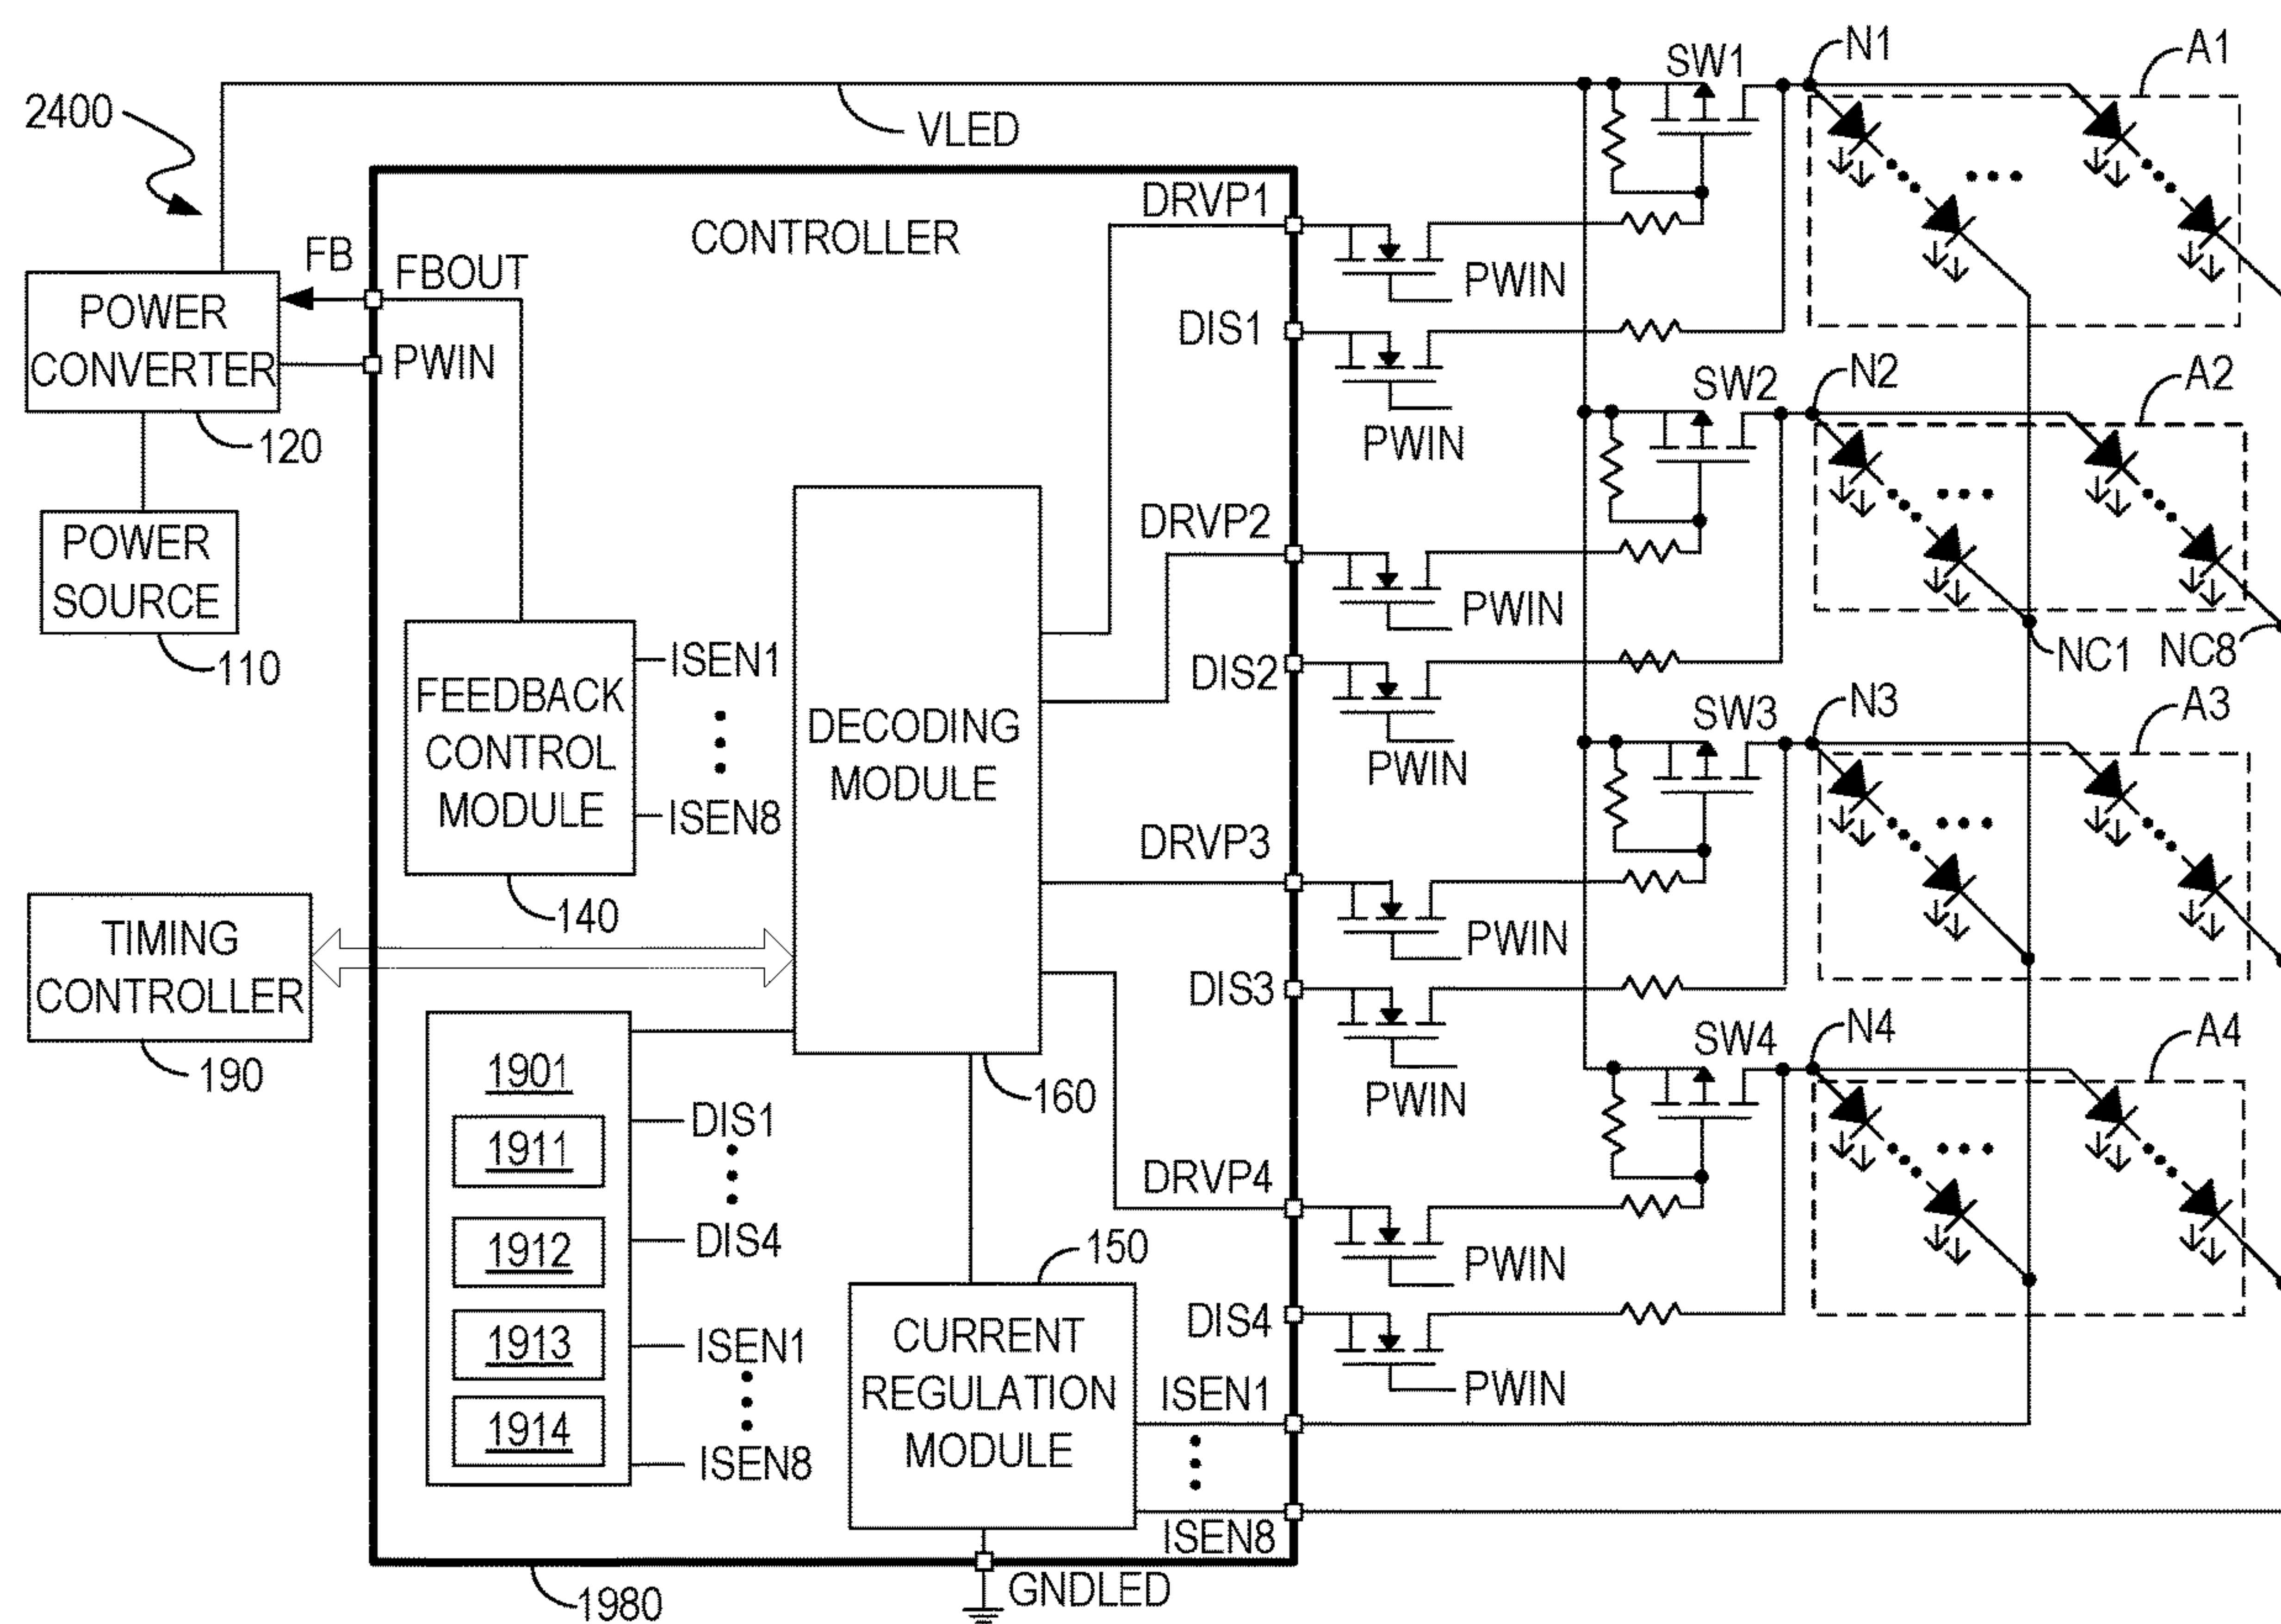 2400
VLED
SW1
N1
A1
DRVP1
CONTROLLER
FB
FBOUT
PWIN
POWER
CONVERTER
PWIN
DIS1
120
PWIN
SW2
N2
A2
POWER
SOURCE
110
DRVP2
PWIN
DIS2
PWIN
NC1
NC8
FEEDBACK
CONTROL
MODULE
ISEN1
ISEN8
140
DECODING
MODULE
160
SW3
N3
A3
DRVP3
PWIN
DIS3
PWIN
TIMING
CONTROLLER
190
SW4
N4
A4
1901
1911
1912
1913
1914
DIS1
DIS4
ISEN1
ISEN8
DRVP4
PWIN
DIS4
PWIN
150
CURRENT
REGULATION
MODULE
ISEN1
ISEN8
GNDLED
1980